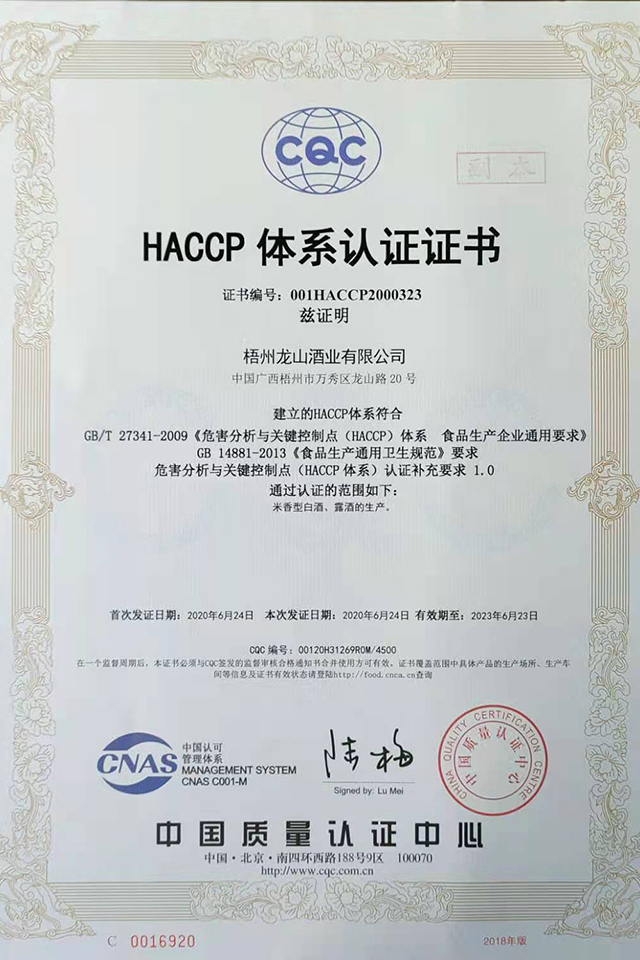 CQC
副本
HACCP 体系认证证书
证书编号：001HACCP2000323
兹证明
梧州龙山酒业有限公司
中国广西梧州市万秀区龙山路 20 号
建立的HACCP体系符合
GB/T 27341-2009《危害分析与关键控制点（HACCP）体系 食品生产企业通用要求》
GB 14881-2013《食品生产通用卫生规范》要求
危害分析与关键控制点（HACCP 体系）认证补充要求 1.0
通过认证的范围如下：
米香型白酒、露酒的生产。
首次发证日期：2020年6月24日 本次发证日期：2020年6月24日 有效期至：2023年6月23日
CQC 编号：00120H31269R0M/4500
在一个监督周期后，本证书必须与CQC签发的监督审核合格通知书合并使用方可有效。证书覆盖范围中具体产品的生产场所、生产车
间等信息及证书有效状态请登陆http://food.cnca.cn查询
CNAS
中国认可
管理体系
MANAGEMENT SYSTEM
CNAS C001-M
陆梅
Signed by: Lu Mei
CHINA QUALITY CERTIFICATION CENTRE
中国质量认证中心
中国质量认证中心
中国·北京·南四环西路188号9区 100070
http://www.cqc.com.cn
C 0016920
2018年版